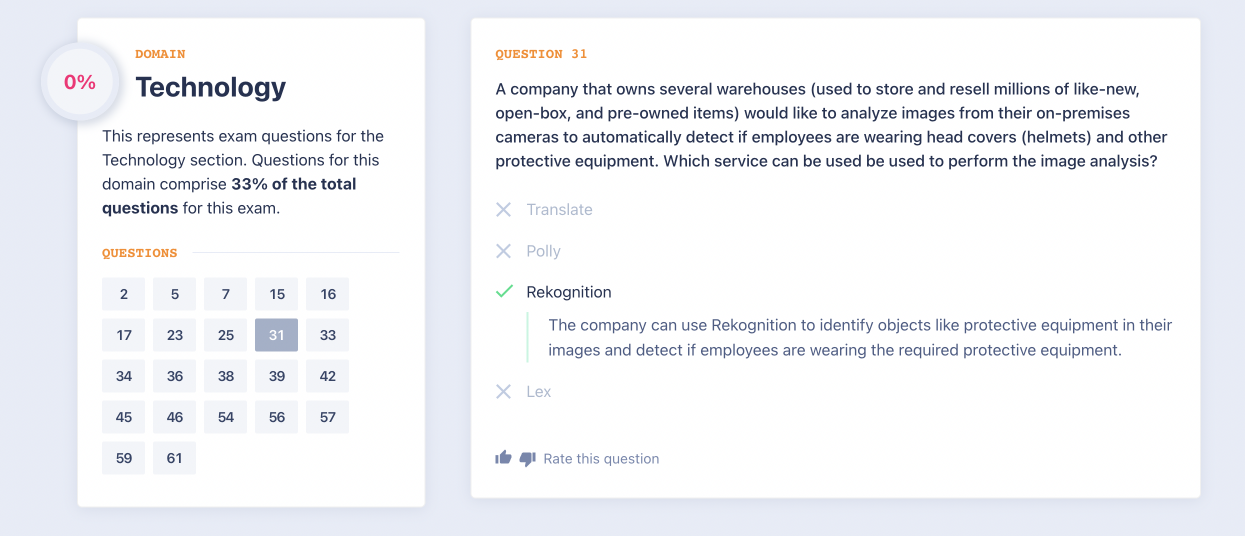 0%
DOMAIN
Technology
This represents exam questions for the
Technology section. Questions for this
domain comprise 33% of the total
questions for this exam.
QUESTIONS
2 5 7 15 16
17 23 25 31 33
34 36 38 39 42
45 46 54 56 57
59 61
QUESTION 31
A company that owns several warehouses (used to store and resell millions of like-new,
open-box, and pre-owned items) would like to analyze images from their on-premises
cameras to automatically detect if employees are wearing head covers (helmets) and other
protective equipment. Which service can be used be used to perform the image analysis?
Translate
Polly
Rekognition
The company can use Rekognition to identify objects like protective equipment in their
images and detect if employees are wearing the required protective equipment.
Lex
Rate this question